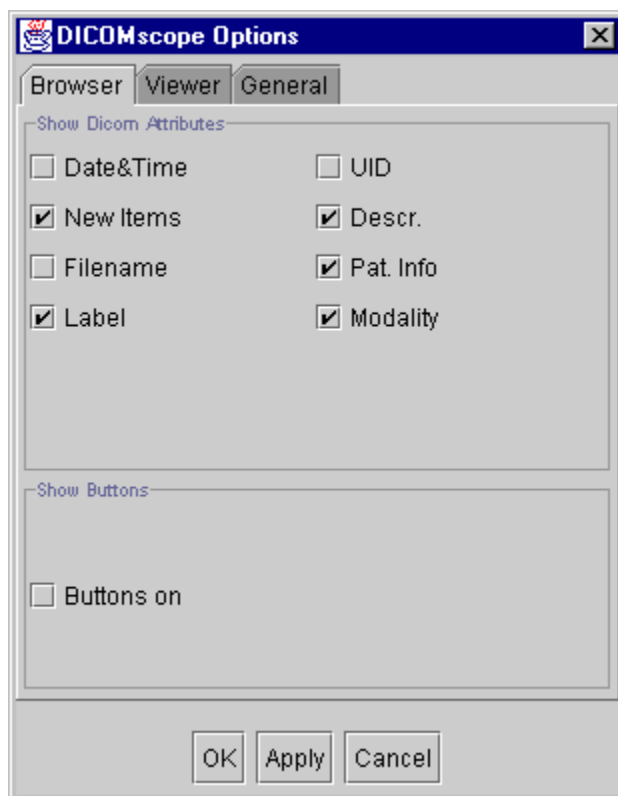 DICOMscope Options
Browser Viewer General
Show Dicom Attributes
Date&Time UID
New Items Descr.
Filename Pat. Info
Label Modality
Show Buttons
Buttons on
OK Apply Cancel